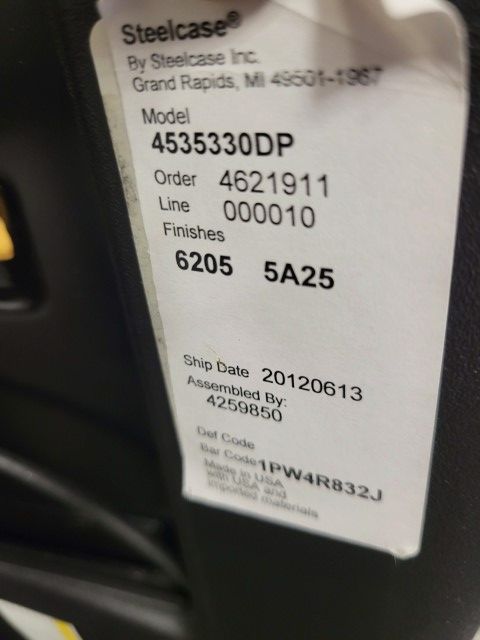 Steelcase®
By Steelcase Inc.
Grand Rapids, MI 49501-1967
Model
4535330DP
Order 4621911
Line 000010
Finishes
6205 5A25
Ship Date 20120613
Assembled By:
4259850
Def Code
Bar Code 1PW4R832J
Made in USA
with USA and
imported materials